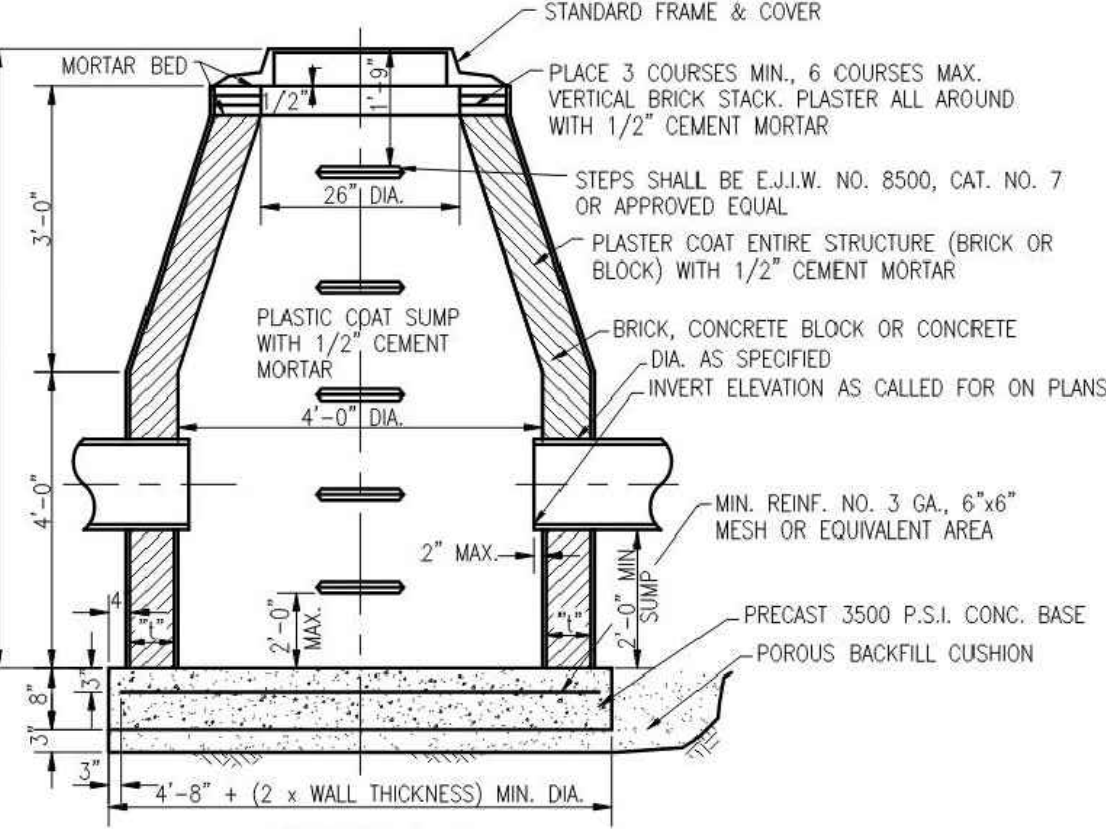 STANDARD FRAME & COVER
MORTAR BED
PLACE 3 COURSES MIN., 6 COURSES MAX.
VERTICAL BRICK STACK. PLASTER ALL AROUND
WITH 1/2" CEMENT MORTAR
1/2"
1'-9"
STEPS SHALL BE E.J.I.W. NO. 8500, CAT. NO. 7
OR APPROVED EQUAL
26" DIA.
3'-0"
PLASTER COAT ENTIRE STRUCTURE (BRICK OR
BLOCK) WITH 1/2" CEMENT MORTAR
PLASTIC COAT SUMP
WITH 1/2" CEMENT
MORTAR
BRICK, CONCRETE BLOCK OR CONCRETE
DIA. AS SPECIFIED
INVERT ELEVATION AS CALLED FOR ON PLANS
4'-0" DIA.
4'-0"
MIN. REINF. NO. 3 GA., 6"x6"
MESH OR EQUIVALENT AREA
2" MAX.
2'-0" MIN
SUMP
4
"t"
2'-0"
MAX.
"t"
PRECAST 3500 P.S.I. CONC. BASE
POROUS BACKFILL CUSHION
3"
8"
3"
3"
4'-8" + (2 x WALL THICKNESS) MIN. DIA.